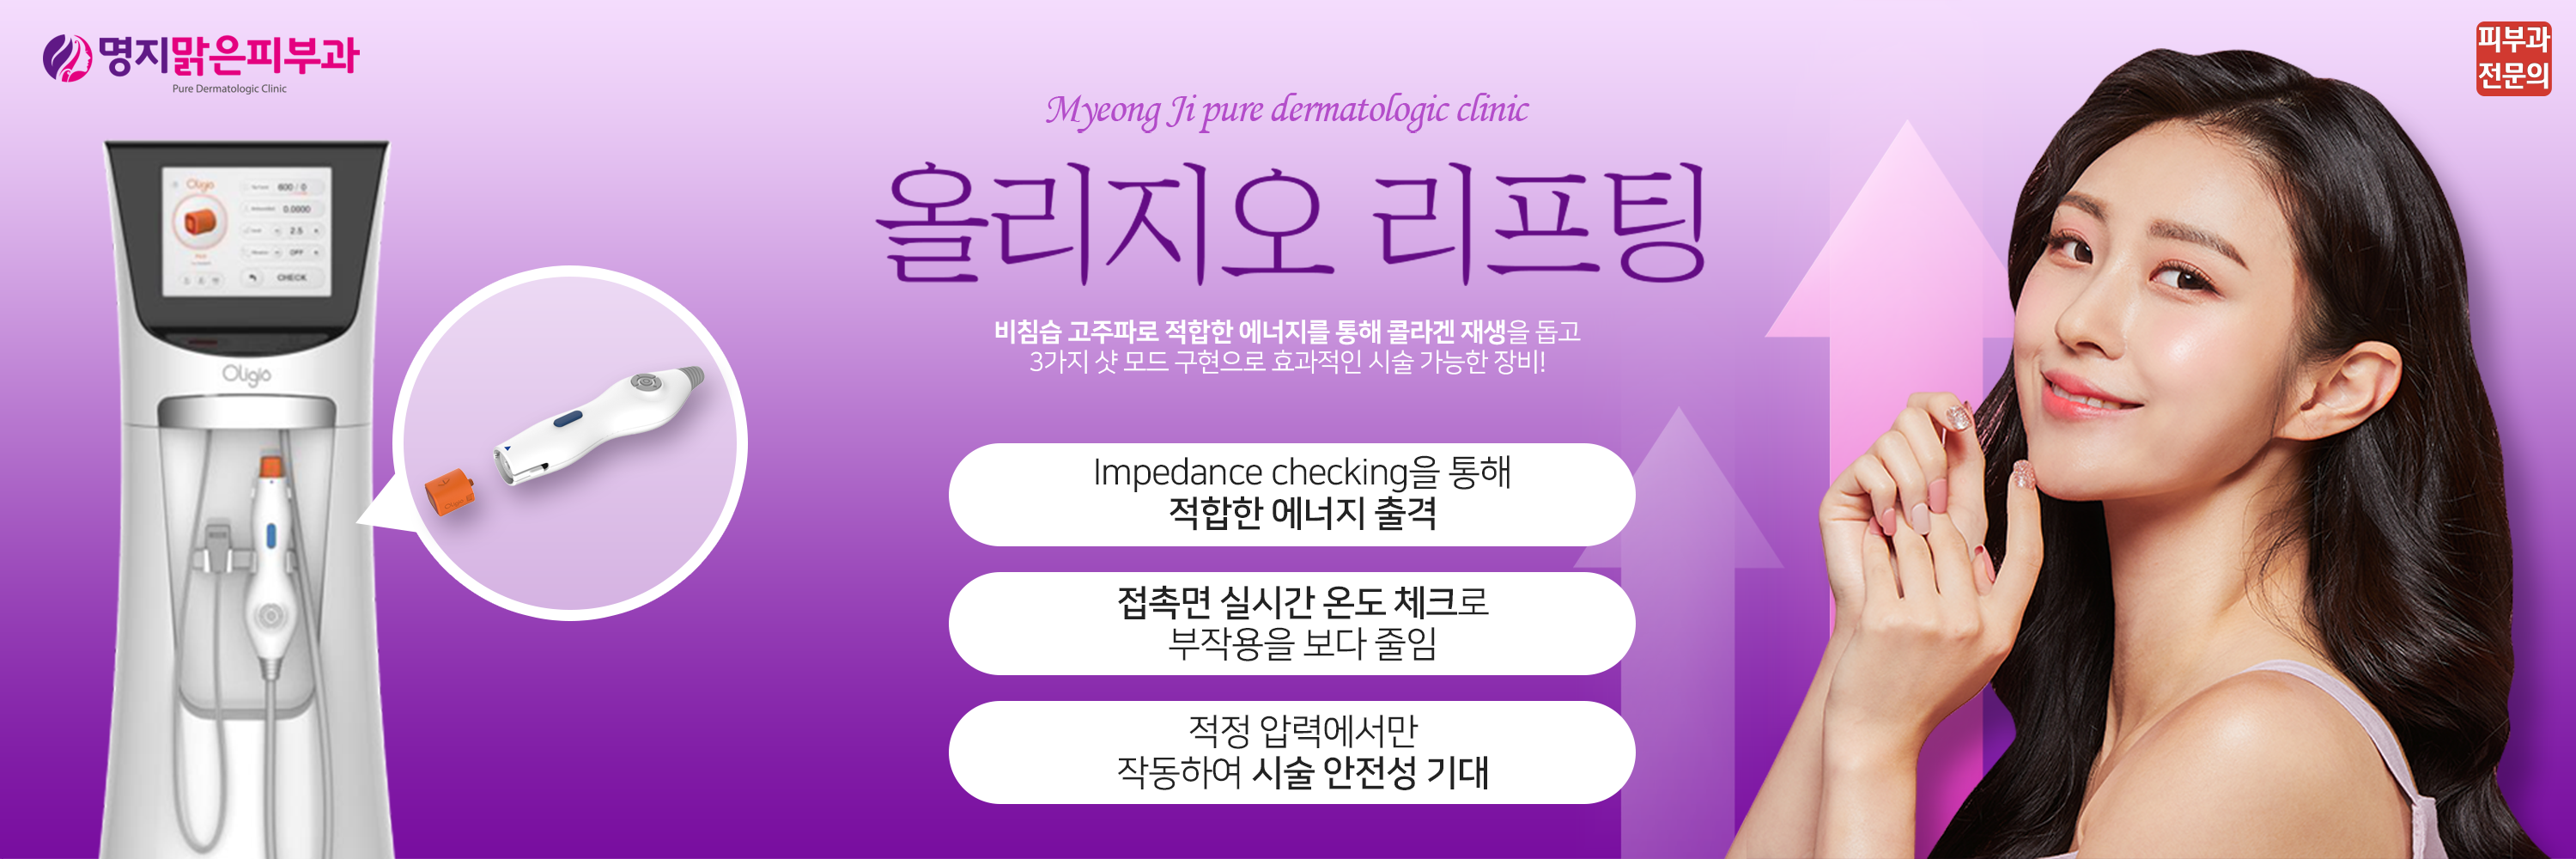 명지맑은피부과
Pure Dermatologic Clinic
피부과
전문의
Myeong Ji pure dermatologic clinic
올리지오 리프팅
비침습 고주파로 적합한 에너지를 통해 콜라겐 재생을 돕고
3가지 샷 모드 구현으로 효과적인 시술 가능한 장비!
Impedance checking을 통해
적합한 에너지 출격
접촉면 실시간 온도 체크로
부작용을 보다 줄임
적정 압력에서만
작동하여 시술 안전성 기대
Oligio
600 / 0
0.0000
2.5
OFF
CHECK
Oligio